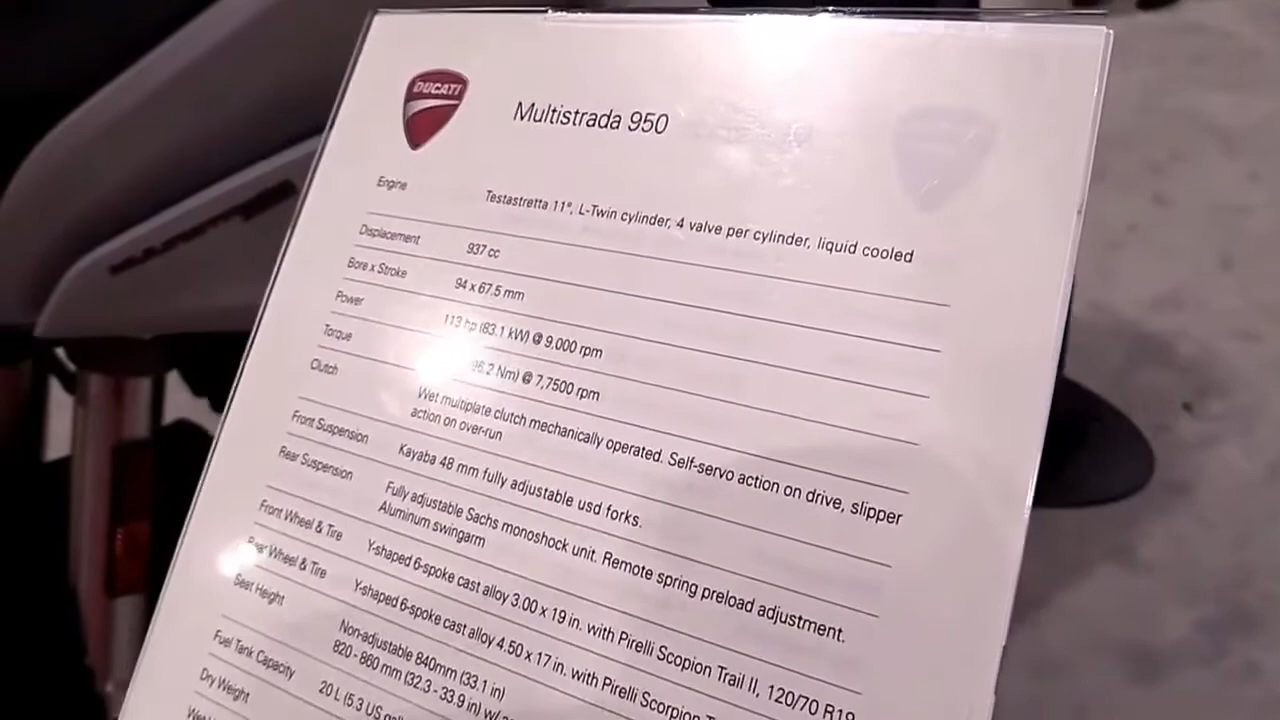 DUCATI
Multistrada 950
Engine Testastretta 11°, L-Twin cylinder, 4 valve per cylinder, liquid cooled
Displacement 937 cc
Bore x Stroke 94 x 67.5 mm
Power 113 hp (83.1 kW) @ 9,000 rpm
Torque Nm) @ 7,7500 rpm
Clutch Wet multiplate clutch mechanically operated. Self-servo action on drive, slipper
action on over-run
Front Suspension Kayaba 48 mm fully adjustable usd forks.
Rear Suspension Fully adjustable Sachs monoshock unit. Remote spring preload adjustment.
Aluminum swingarm
Front Wheel & Tire Y-shaped 6-spoke cast alloy 3.00 x 19 in. with Pirelli Scopion Trail II, 120/70 R19
Rear Wheel & Tire Y-shaped 6-spoke cast alloy 4.50 x 17 in. with Pirelli Scorpion
Seat Height Non-adjustable 840mm (33.1 in)
820 - 860 mm (32.3 - 33.9 in)
Fuel Tank Capacity 20 L (5.3 US
Dry Weight